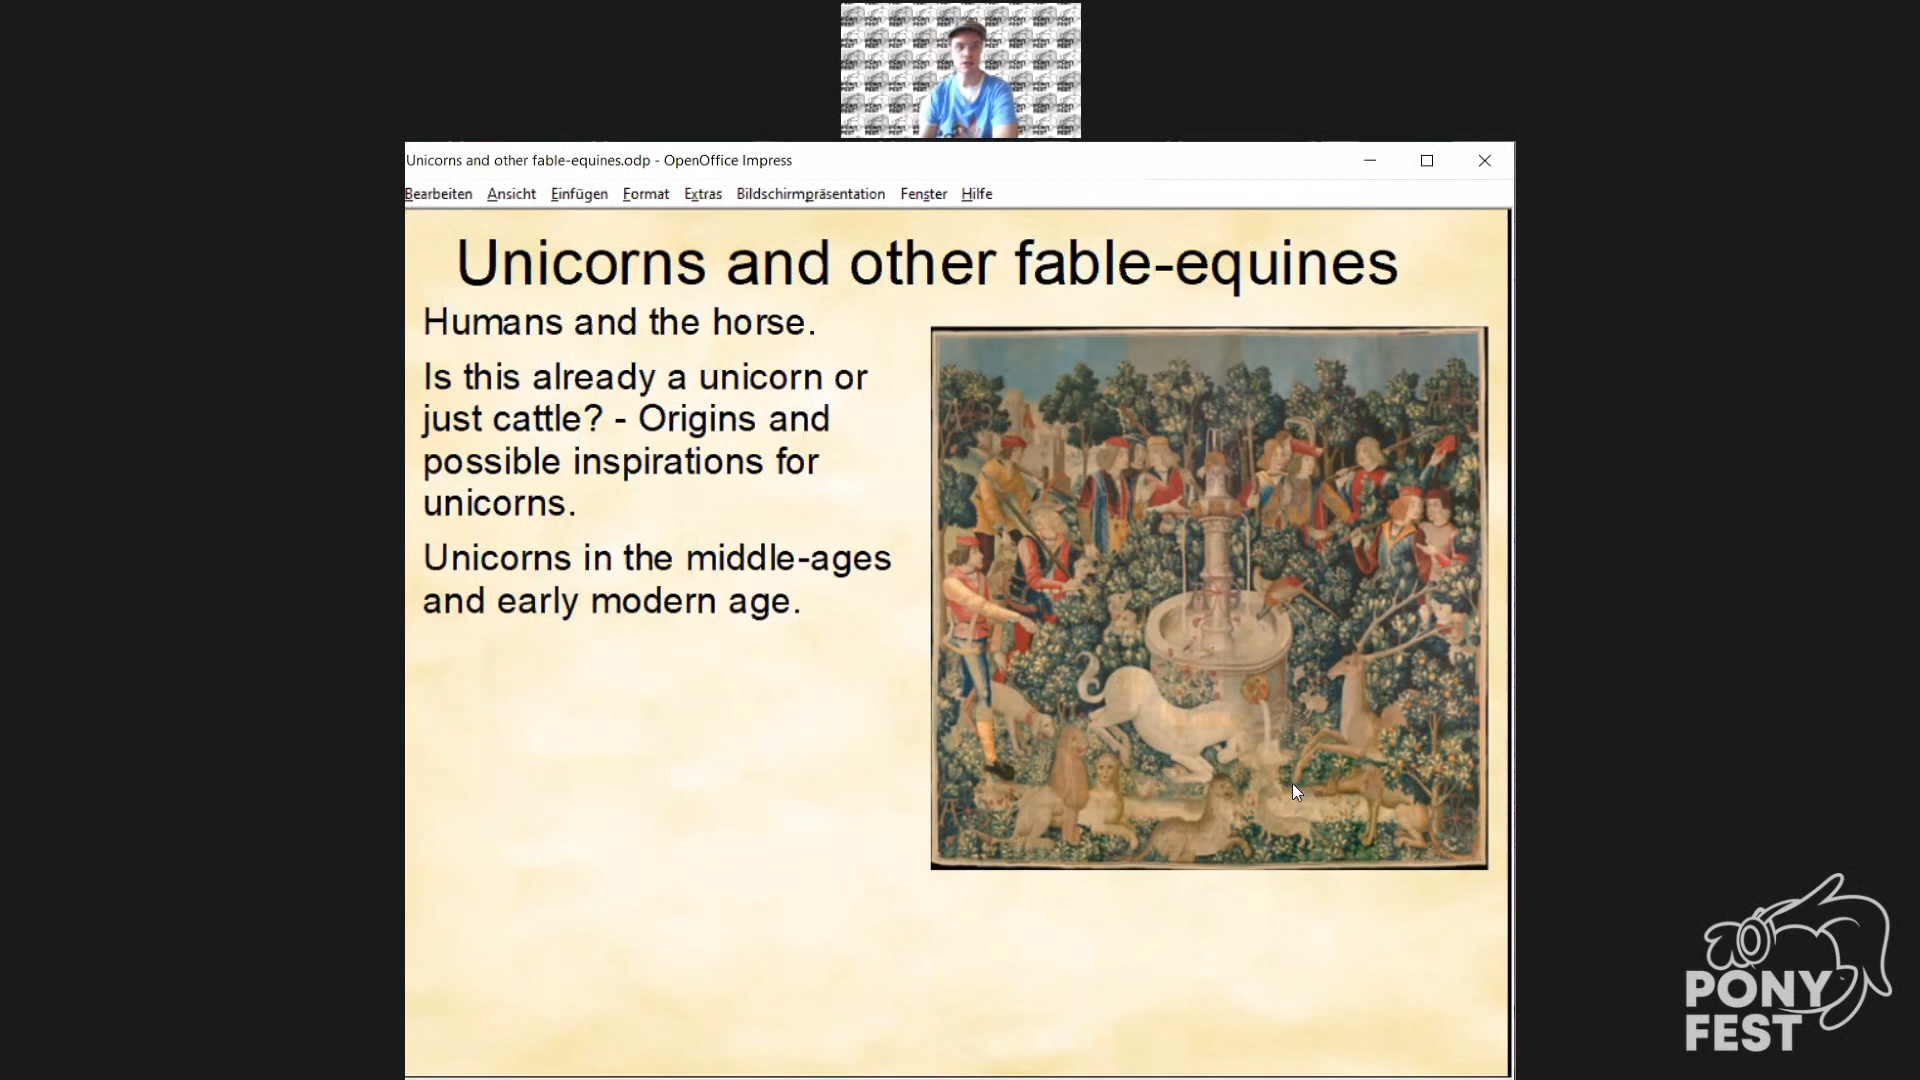 Unicorns and other fable-equines.odp - OpenOffice Impress
Bearbeiten Ansicht Einfügen Format Extras Bildschirmpräsentation Fenster Hilfe
Unicorns and other fable-equines
Humans and the horse.
Is this already a unicorn or
just cattle? - Origins and
possible inspirations for
unicorns.
Unicorns in the middle-ages
and early modern age.
PONY
FEST